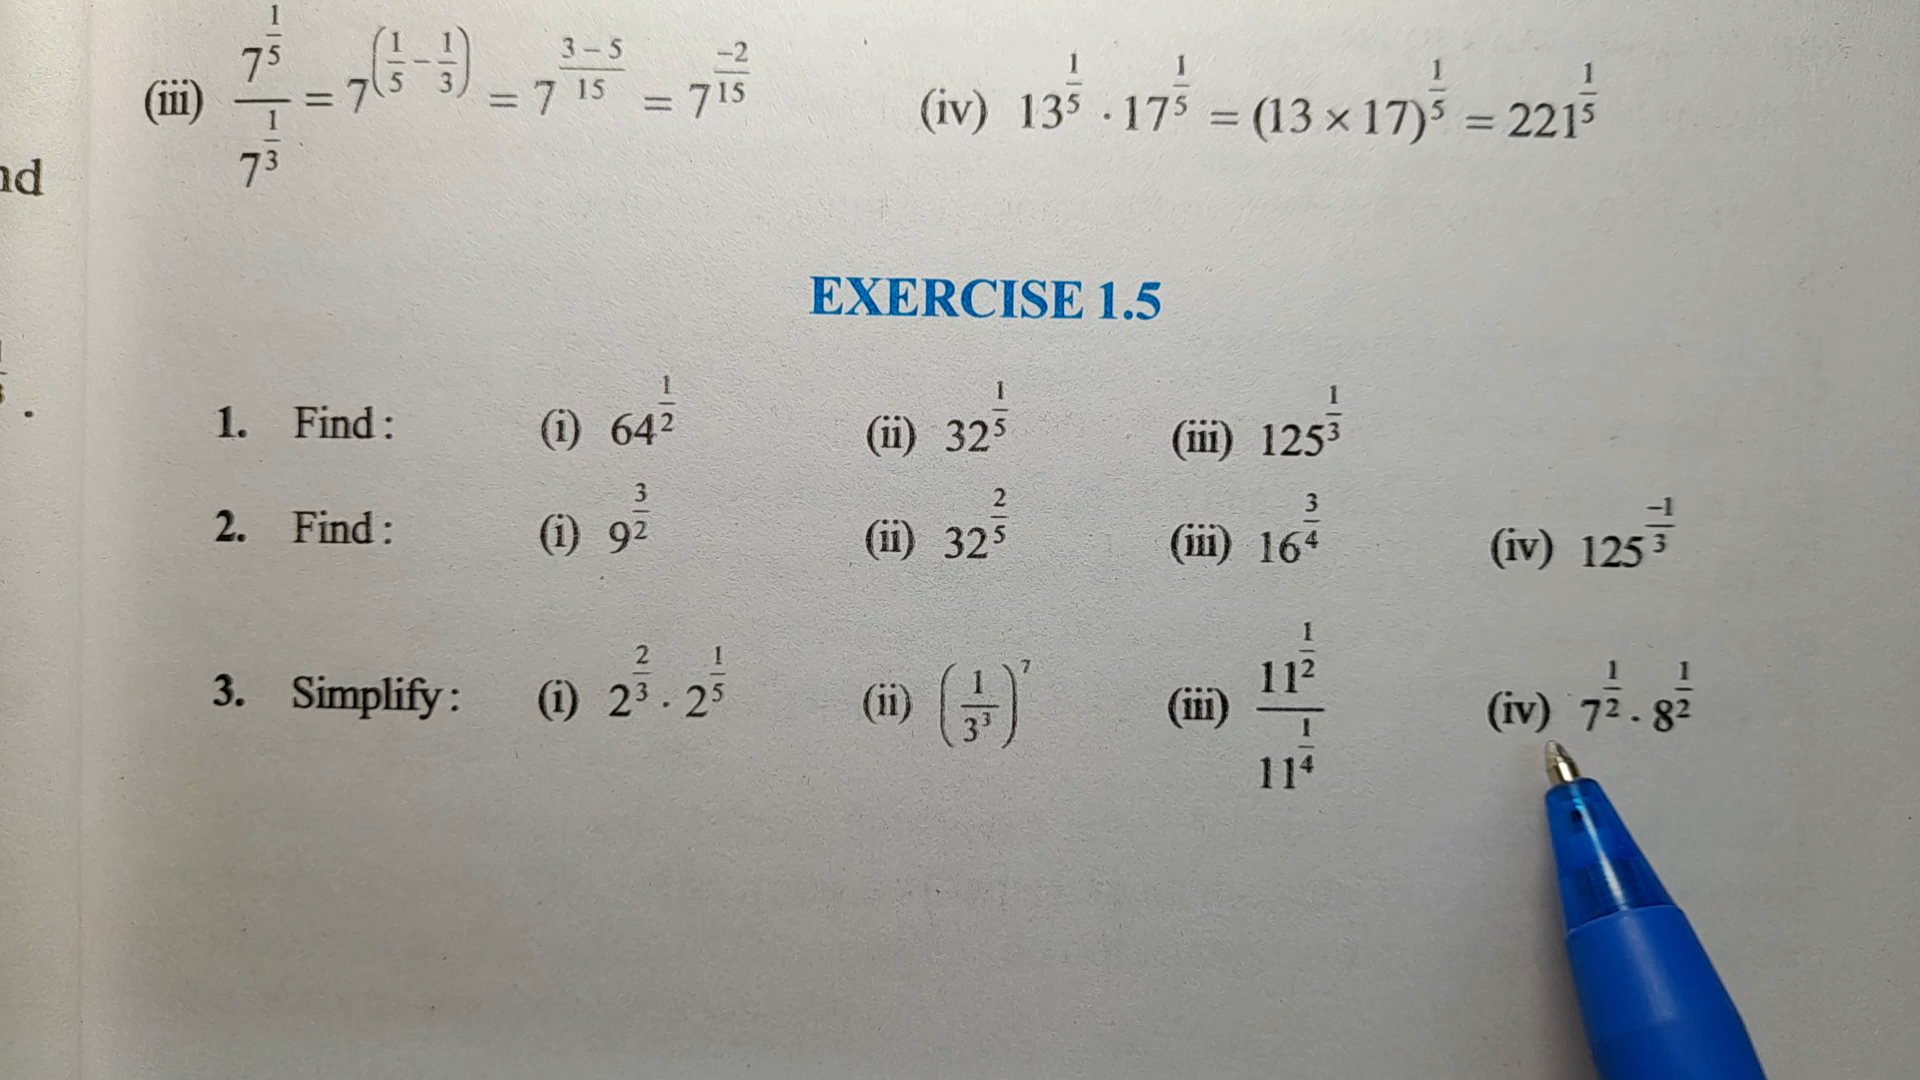 (iii) 7^(1/5) / 7^(1/3) = 7^(1/5 − 1/3) = 7^((3 − 5)/15) = 7^(−2/15) (iv) 13^(1/5) · 17^(1/5) = (13 × 17)^(1/5) = 221^(1/5)
EXERCISE 1.5
1. Find : (i) 64^(1/2) (ii) 32^(1/5) (iii) 125^(1/3)
2. Find : (i) 9^(3/2) (ii) 32^(2/5) (iii) 16^(3/4) (iv) 125^(−1/3)
3. Simplify : (i) 2^(2/3) · 2^(1/5) (ii) (1/3^3)^7 (iii) 11^(1/2) / 11^(1/4) (iv) 7^(1/2) · 8^(1/2)